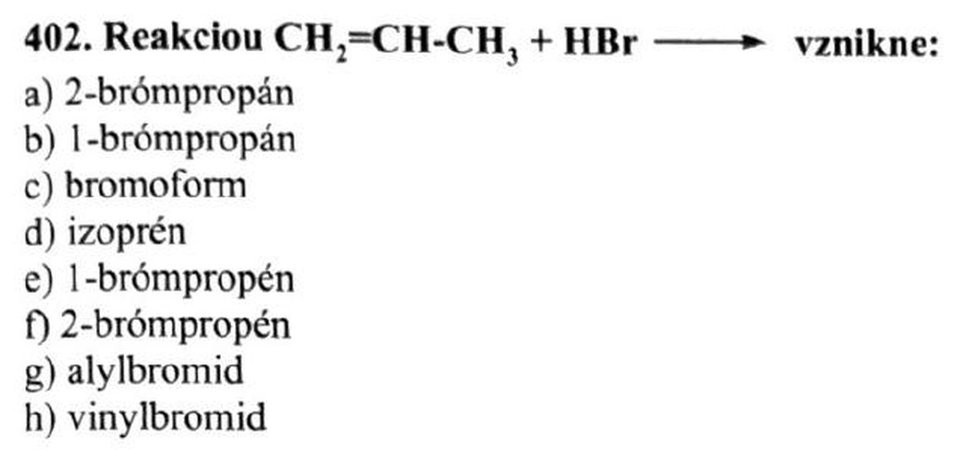 402. Reakciou CH₂=CH-CH₃ + HBr ⟶ vznikne:
a) 2-brómpropán
b) 1-brómpropán
c) bromoform
d) izoprén
e) 1-brómpropén
f) 2-brómpropén
g) alylbromid
h) vinylbromid